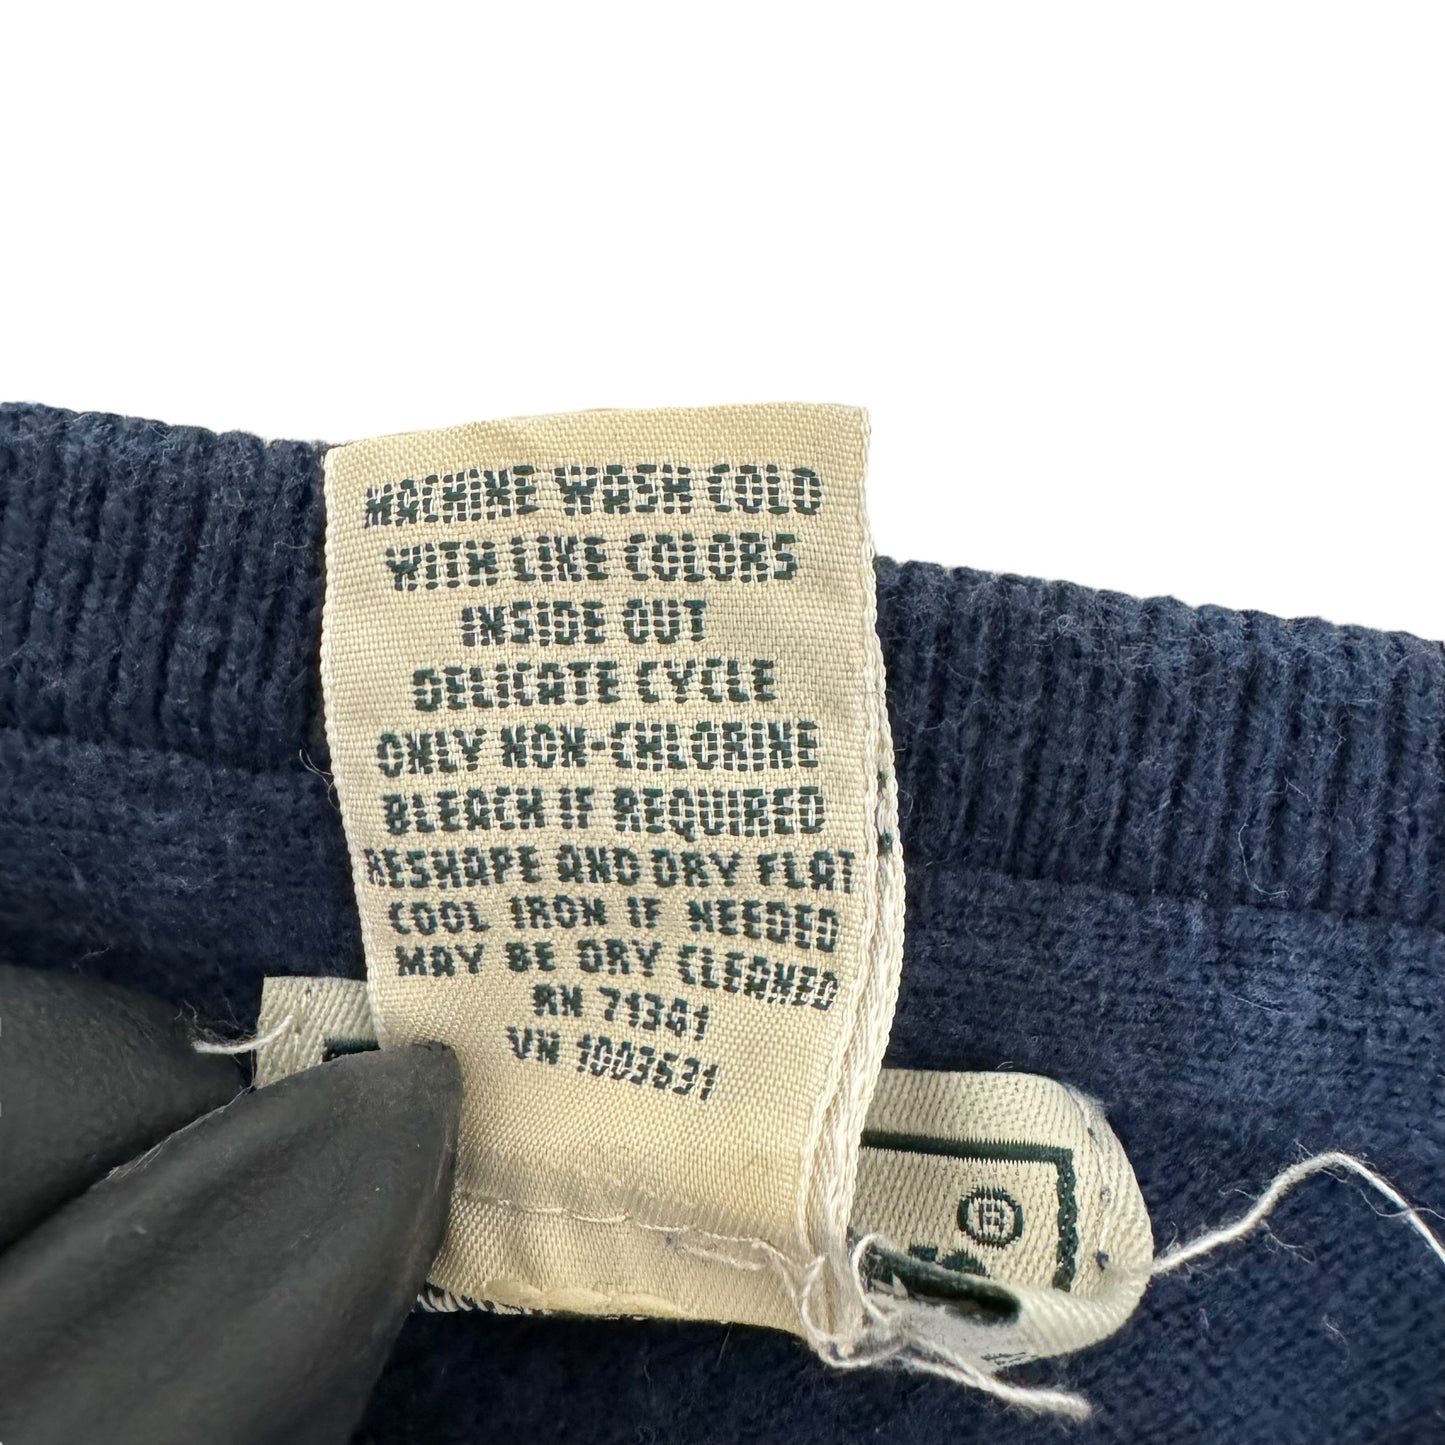 MACHINE WASH COLD
WITH LIKE COLORS
INSIDE OUT
DELICATE CYCLE
ONLY NON-CHLORINE
BLEACH IF REQUIRED
RESHAPE AND DRY FLAT
COOL IRON IF NEEDED
MAY BE DRY CLEANED
RN 71341
VN 1003631
®